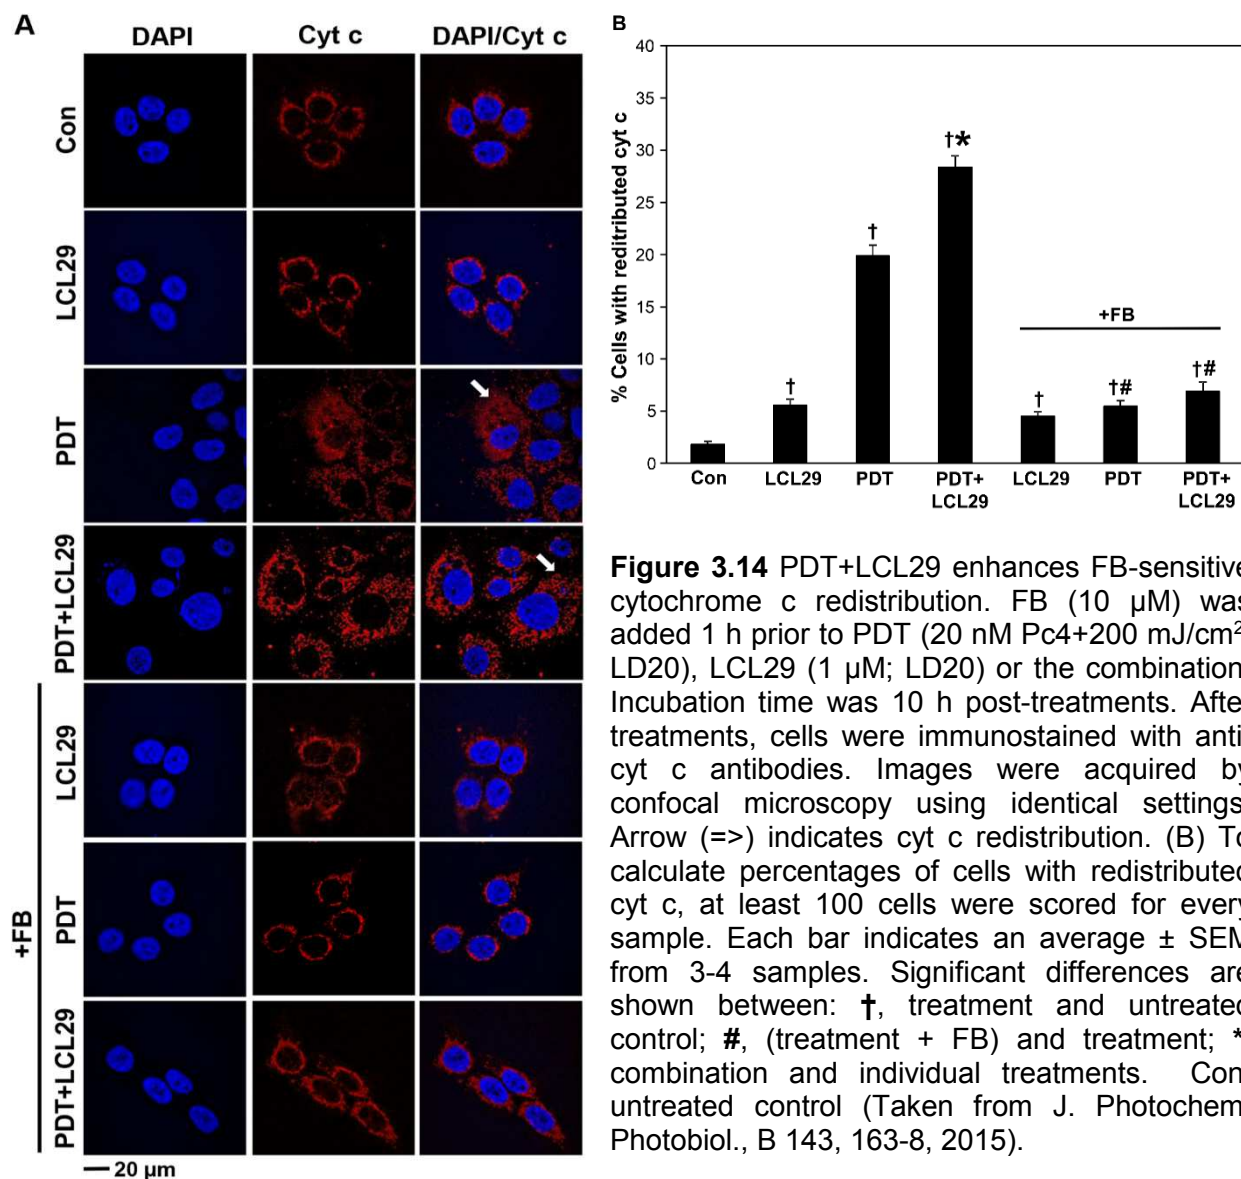 A
DAPI Cyt c DAPI/Cyt c
Con
LCL29
PDT
PDT+LCL29
+FB
LCL29
PDT
PDT+LCL29
20 µm
B
% Cells with reditributed cyt c
40
35
30
25
20
15
10
5
0
†
†
†*
+FB
†
†#
†#
Con LCL29 PDT PDT+ LCL29 PDT PDT+
LCL29 LCL29
Figure 3.14 PDT+LCL29 enhances FB-sensitive
cytochrome c redistribution. FB (10 µM) was
added 1 h prior to PDT (20 nM Pc4+200 mJ/cm²
LD20), LCL29 (1 µM; LD20) or the combination
Incubation time was 10 h post-treatments. Afte
treatments, cells were immunostained with anti
cyt c antibodies. Images were acquired by
confocal microscopy using identical settings
Arrow (=>) indicates cyt c redistribution. (B) To
calculate percentages of cells with redistributed
cyt c, at least 100 cells were scored for every
sample. Each bar indicates an average ± SEM
from 3-4 samples. Significant differences are
shown between: †, treatment and untreated
control; #, (treatment + FB) and treatment; *
combination and individual treatments. Con
untreated control (Taken from J. Photochem
Photobiol., B 143, 163-8, 2015).